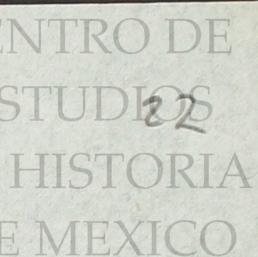 ENTRO DE
STUDIOS
22
HISTORIA
E MEXICO